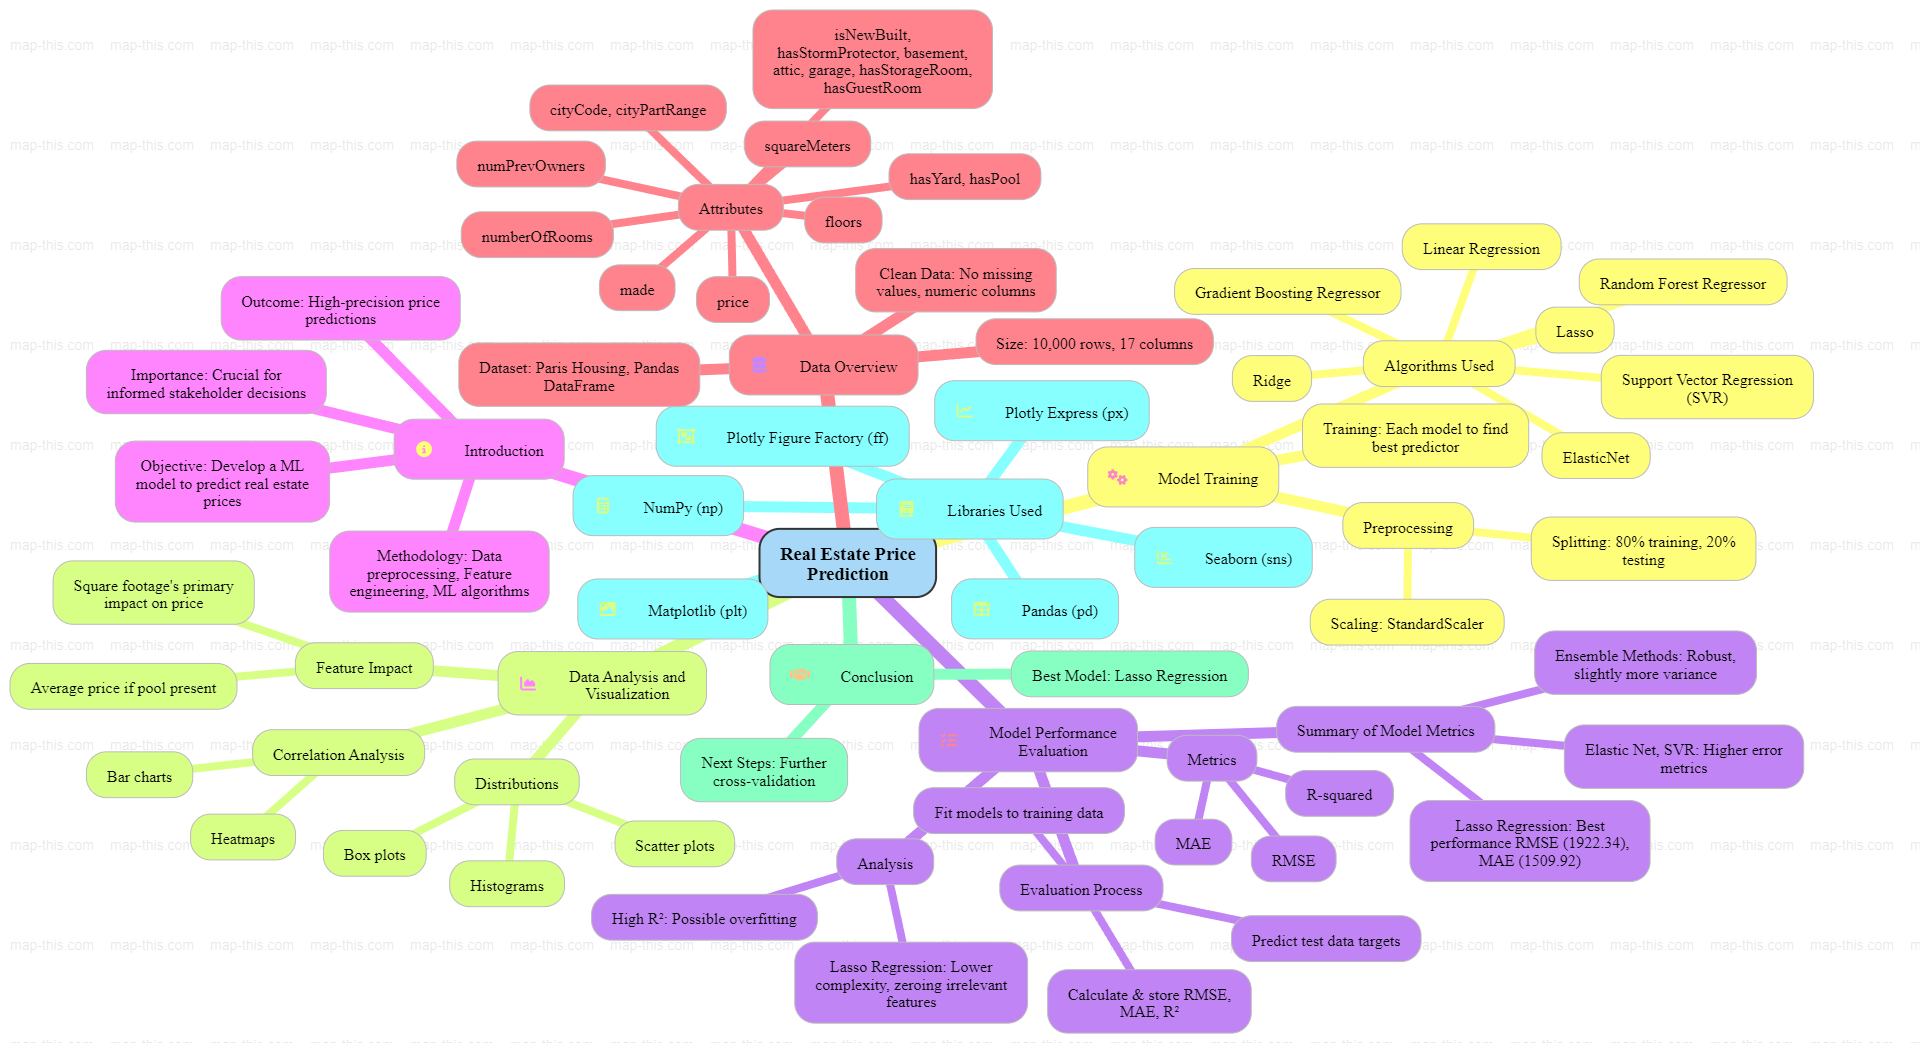 isNewBuilt,
hasStormProtector, basement,
attic, garage, hasStorageRoom,
hasGuestRoom
cityCode, cityPartRange
squareMeters
numPrevOwners
hasYard, hasPool
Attributes
floors
numberOfRooms
made
price
Clean Data: No missing
values, numeric columns
Size: 10,000 rows, 17 columns
Data Overview
Dataset: Paris Housing, Pandas
DataFrame
Outcome: High-precision price
predictions
Importance: Crucial for
informed stakeholder decisions
Introduction
Objective: Develop a ML
model to predict real estate
prices
Methodology: Data
preprocessing, Feature
engineering, ML algorithms
Plotly Figure Factory (ff)
Plotly Express (px)
NumPy (np)
Libraries Used
Seaborn (sns)
Matplotlib (plt)
Pandas (pd)
Real Estate Price
Prediction
Linear Regression
Gradient Boosting Regressor
Random Forest Regressor
Lasso
Algorithms Used
Ridge
Support Vector Regression
(SVR)
ElasticNet
Training: Each model to find
best predictor
Model Training
Preprocessing
Splitting: 80% training, 20%
testing
Scaling: StandardScaler
Square footage's primary
impact on price
Feature Impact
Average price if pool present
Data Analysis and
Visualization
Correlation Analysis
Bar charts
Heatmaps
Distributions
Box plots
Histograms
Scatter plots
Conclusion
Best Model: Lasso Regression
Next Steps: Further
cross-validation
Model Performance
Evaluation
Summary of Model Metrics
Ensemble Methods: Robust,
slightly more variance
Elastic Net, SVR: Higher error
metrics
Lasso Regression: Best
performance RMSE (1922.34),
MAE (1509.92)
Metrics
R-squared
MAE
RMSE
Fit models to training data
Analysis
High R²: Possible overfitting
Lasso Regression: Lower
complexity, zeroing irrelevant
features
Evaluation Process
Predict test data targets
Calculate & store RMSE,
MAE, R²
map-this.com